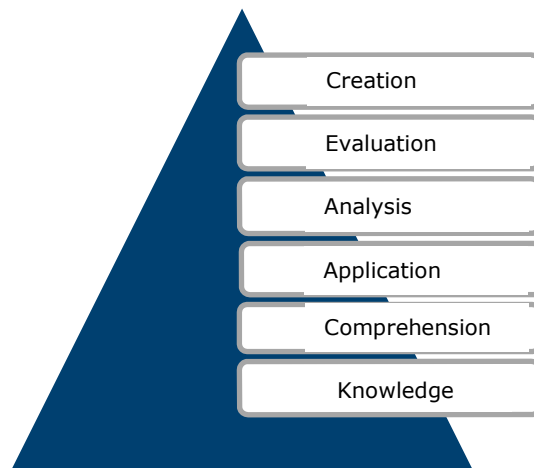 Creation
Evaluation
Analysis
Application
Comprehension
Knowledge